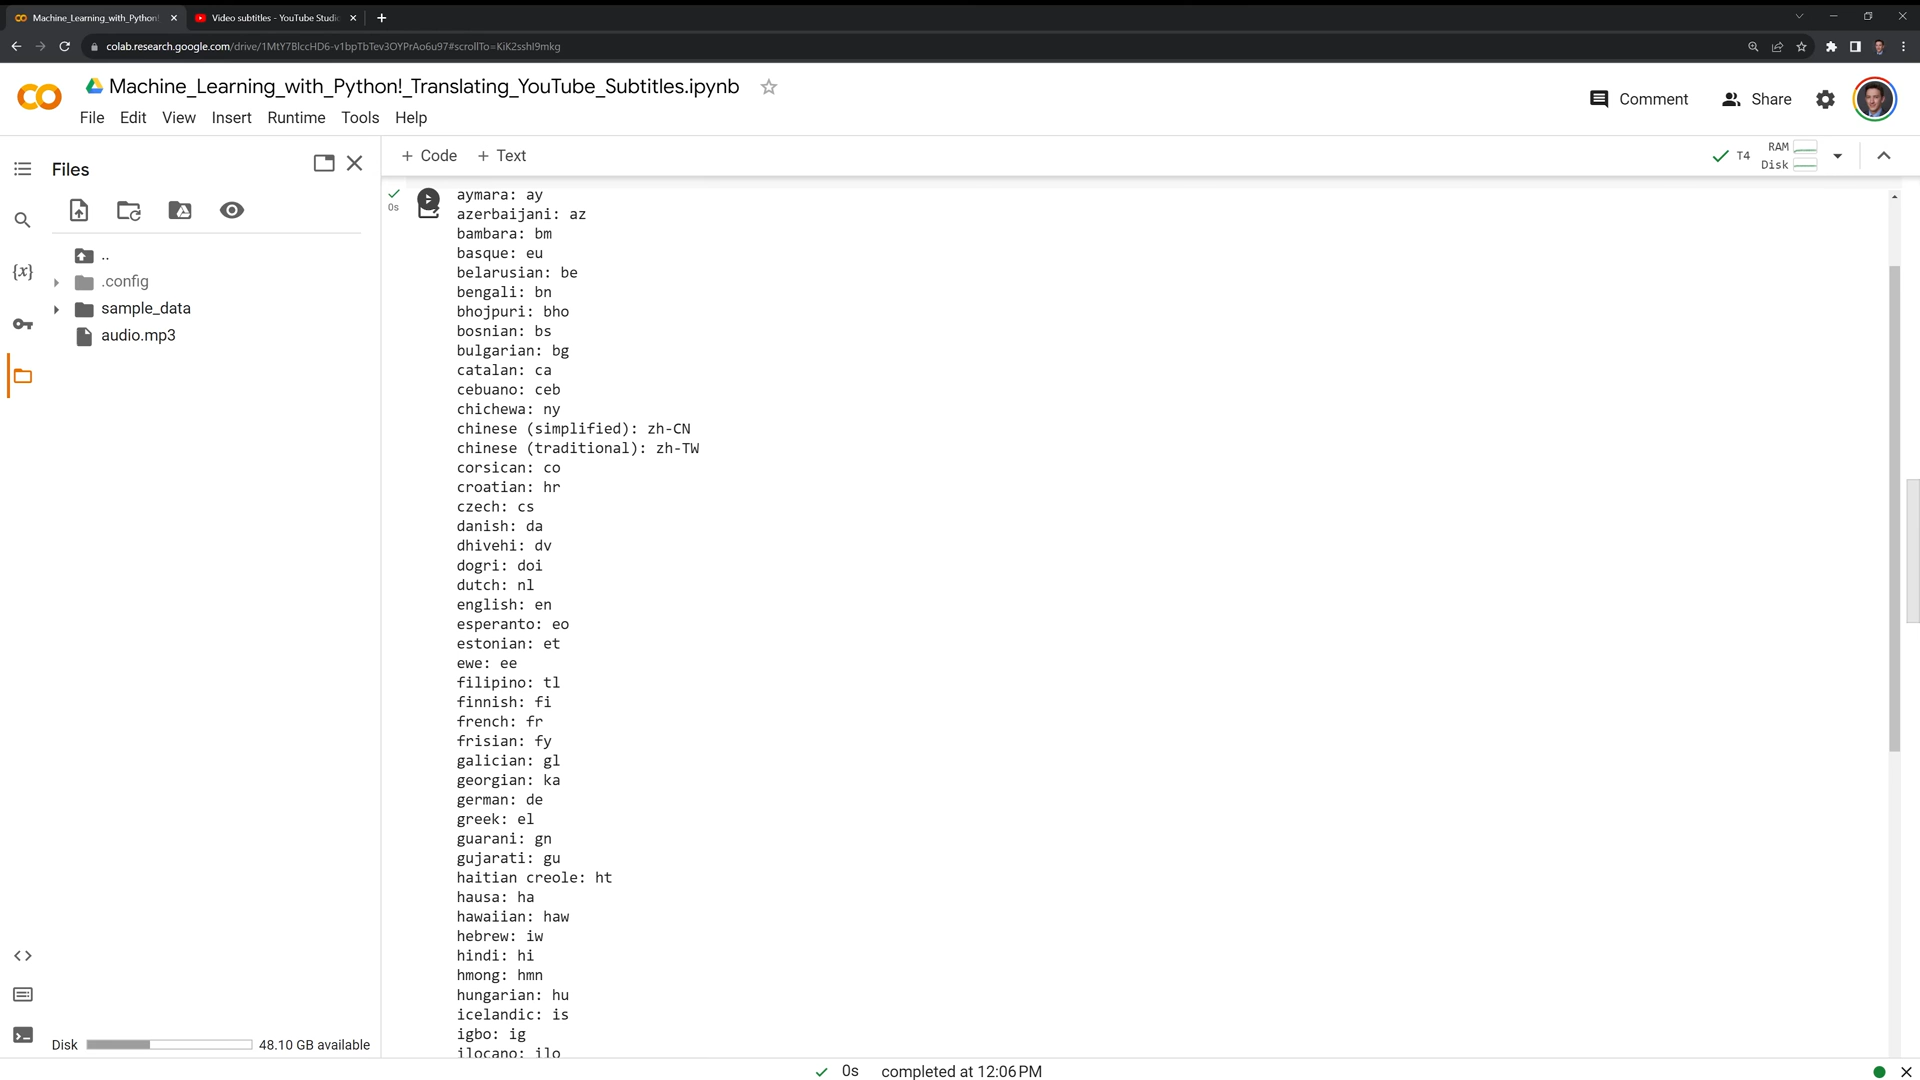 Machine_Learning_with_Python!
Video subtitles - YouTube Studio
colab.research.google.com/drive/1MtY7BlccHD6-v1bpTbTev3OYPrAo6u97#scrollTo=KiK2sshI9mkg
Machine_Learning_with_Python!_Translating_YouTube_Subtitles.ipynb
File Edit View Insert Runtime Tools Help
Comment Share
Files
+ Code + Text
T4
RAM
Disk
..
.config
sample_data
audio.mp3
0s
aymara: ay
azerbaijani: az
bambara: bm
basque: eu
belarusian: be
bengali: bn
bhojpuri: bho
bosnian: bs
bulgarian: bg
catalan: ca
cebuano: ceb
chichewa: ny
chinese (simplified): zh-CN
chinese (traditional): zh-TW
corsican: co
croatian: hr
czech: cs
danish: da
dhivehi: dv
dogri: doi
dutch: nl
english: en
esperanto: eo
estonian: et
ewe: ee
filipino: tl
finnish: fi
french: fr
frisian: fy
galician: gl
georgian: ka
german: de
greek: el
guarani: gn
gujarati: gu
haitian creole: ht
hausa: ha
hawaiian: haw
hebrew: iw
hindi: hi
hmong: hmn
hungarian: hu
icelandic: is
igbo: ig
ilocano: ilo
{x}
Disk 48.10 GB available
0s completed at 12:06 PM